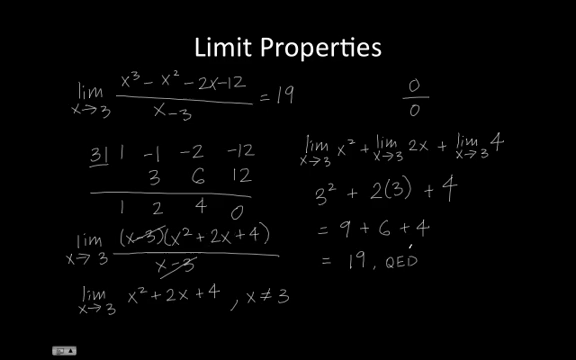 Limit Properties
lim x→3 (x³ − x² − 2x − 12)/(x − 3) = 19
0/0
3| 1 -1 -2 -12
3 6 12
1 2 4 0
lim x→3 (x−3)(x² + 2x + 4)/(x−3)
lim x→3 x² + 2x + 4 , x ≠ 3
lim x→3 x² + lim x→3 2x + lim x→3 4
3² + 2(3) + 4
= 9 + 6 + 4
= 19, QED